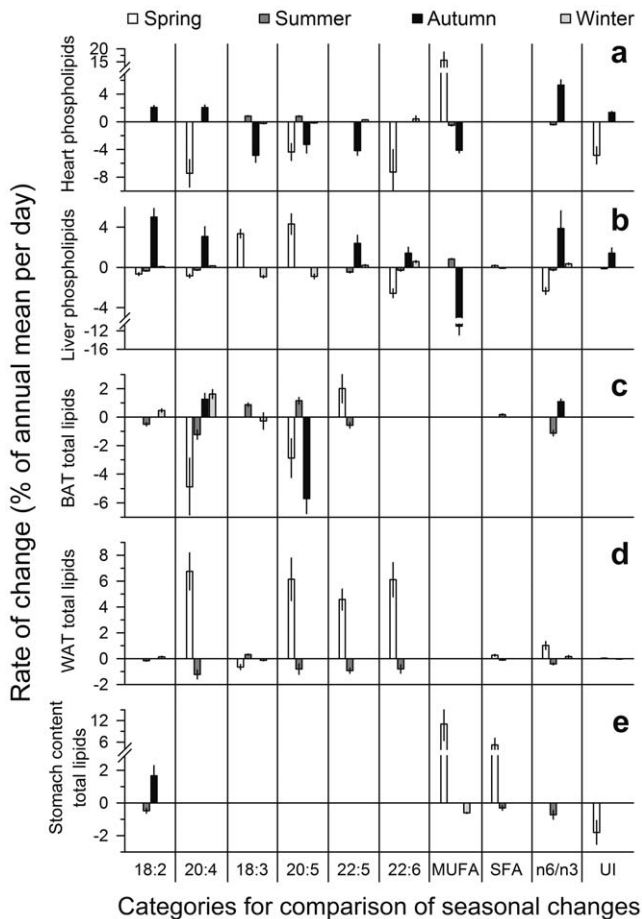 Spring Summer Autumn Winter
Rate of change (% of annual mean per day)
Heart phospholipids
20
15
4
0
-4
-8
a
Liver phospholipids
4
0
-4
-12
-16
b
BAT total lipids
2
0
-2
-4
-6
c
WAT total lipids
8
6
4
2
0
-2
d
Stomach content
total lipids
12
6
2
0
-2
e
18:2 20:4 18:3 20:5 22:5 22:6 MUFA SFA n6/n3 UI
Categories for comparison of seasonal changes